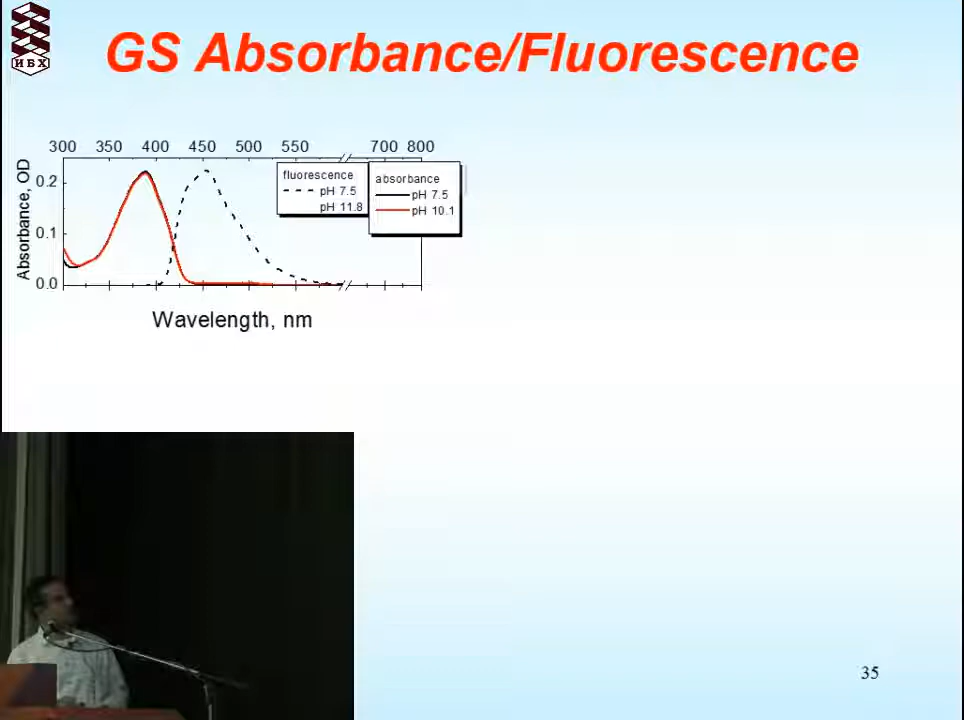 ИБХ
GS Absorbance/Fluorescence
300 350 400 450 500 550 700 800
Absorbance, OD
0.2
0.1
0.0
fluorescence
pH 7.5
pH 11.8
absorbance
pH 7.5
pH 10.1
Wavelength, nm
35